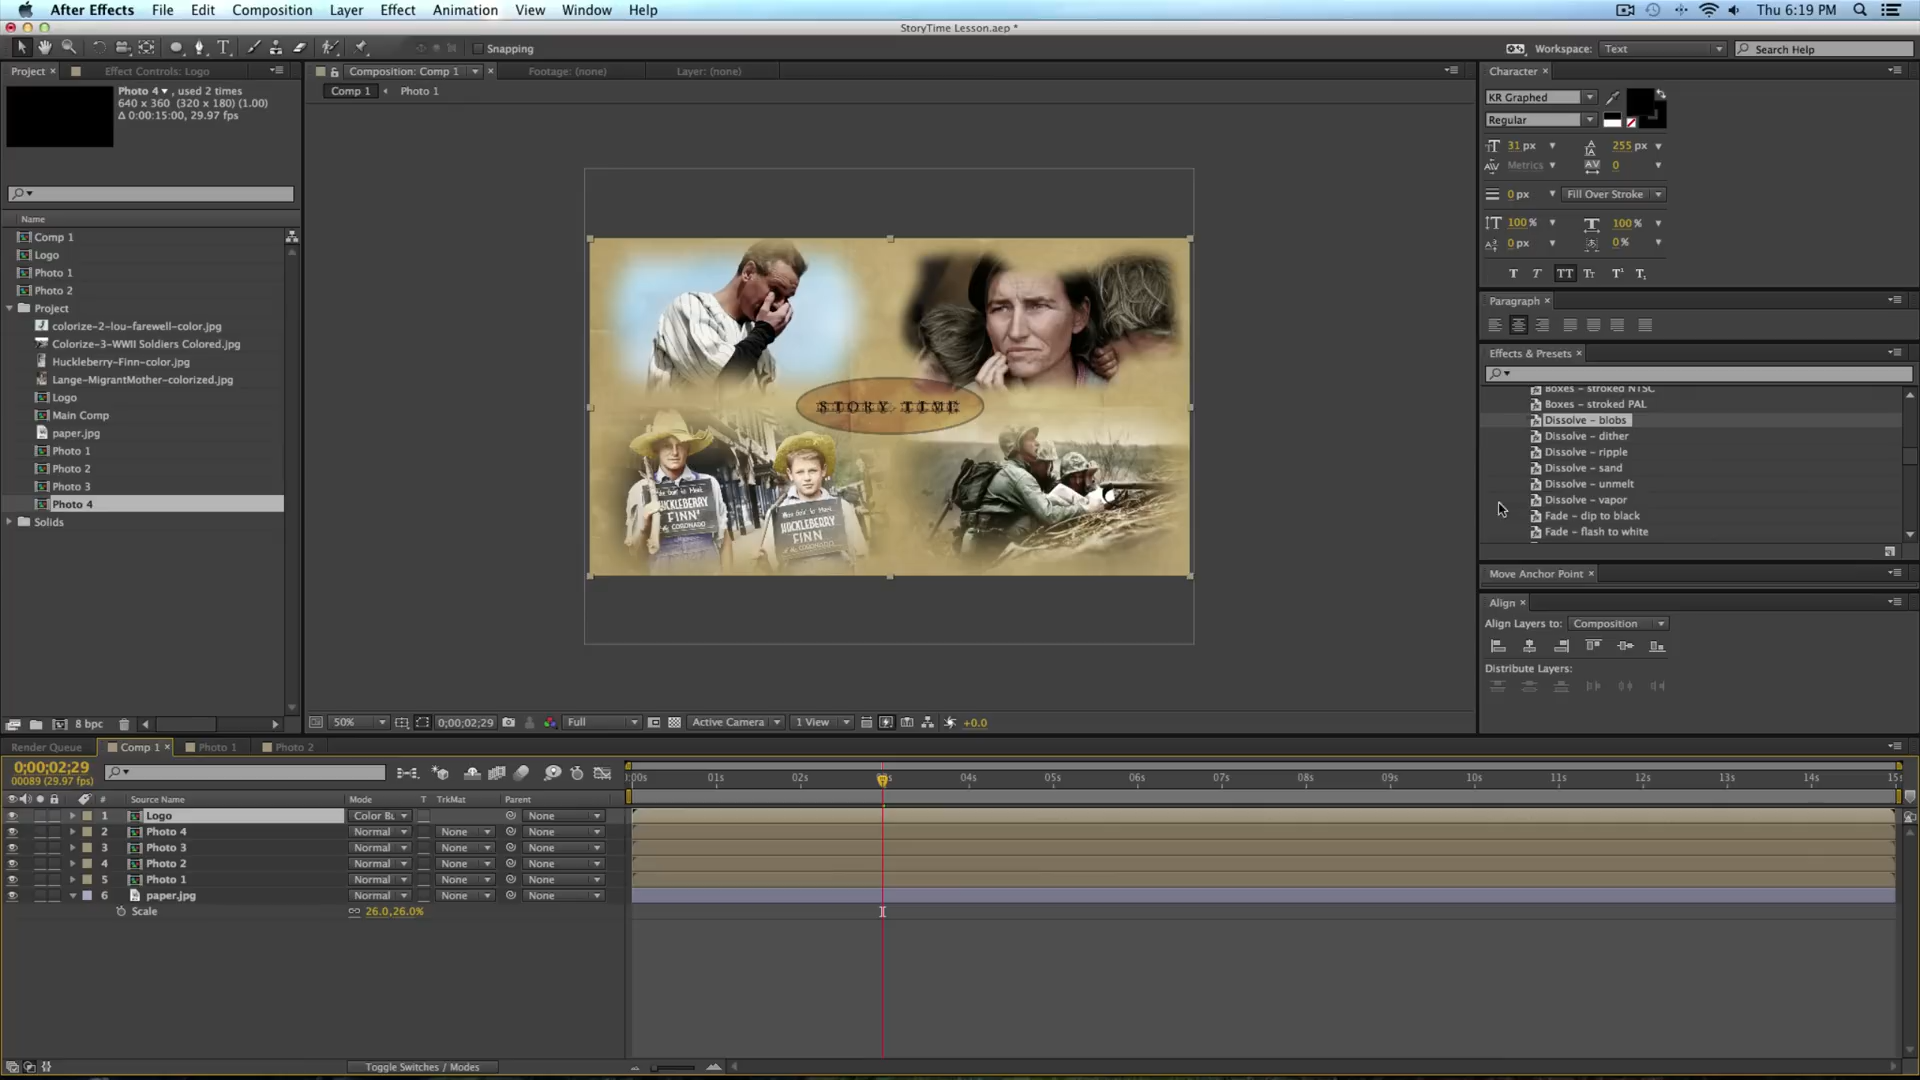 After Effects File Edit Composition Layer Effect Animation View Window Help Thu 6:19 PM
StoryTime Lesson.aep *
Snapping Workspace: Text Search Help
Project × Effect Controls: Logo
Photo 4 , used 2 times
640 x 360 (320 x 180) (1.00)
Δ 0:00:15:00, 29.97 fps
Name
Comp 1
Logo
Photo 1
Photo 2
Project
colorize-2-lou-farewell-color.jpg
Colorize-3-WWII Soldiers Colored.jpg
Huckleberry-Finn-color.jpg
Lange-MigrantMother-colorized.jpg
Logo
Main Comp
paper.jpg
Photo 1
Photo 2
Photo 3
Photo 4
Solids
8 bpc
Composition: Comp 1 × Footage: (none) Layer: (none)
Comp 1 Photo 1
STORY TIME
HUCKLEBERRY
FINN
HUCKLEBERRY
FINN
50% 0;00;02;29 Full Active Camera 1 View +0.0
Character ×
KR Graphed
Regular
31 px 255 px
Metrics 0
0 px Fill Over Stroke
100 % 100 %
0 px 0 %
T T TT Tr T¹ T₁
Paragraph ×
Effects & Presets ×
Boxes - stroked NTSC
Boxes - stroked PAL
Dissolve - blobs
Dissolve - dither
Dissolve - ripple
Dissolve - sand
Dissolve - unmelt
Dissolve - vapor
Fade - dip to black
Fade - flash to white
Move Anchor Point ×
Align ×
Align Layers to: Composition
Distribute Layers:
Render Queue Comp 1 × Photo 1 Photo 2
0;00;02;29
00089 (29.97 fps)
:00s 01s 02s 04s 05s 06s 07s 08s 09s 10s 11s 12s 13s 14s 15s
# Source Name Mode T TrkMat Parent
1 Logo Color Bu None
2 Photo 4 Normal None None
3 Photo 3 Normal None None
4 Photo 2 Normal None None
5 Photo 1 Normal None None
6 paper.jpg Normal None None
Scale 26.0,26.0%
Toggle Switches / Modes